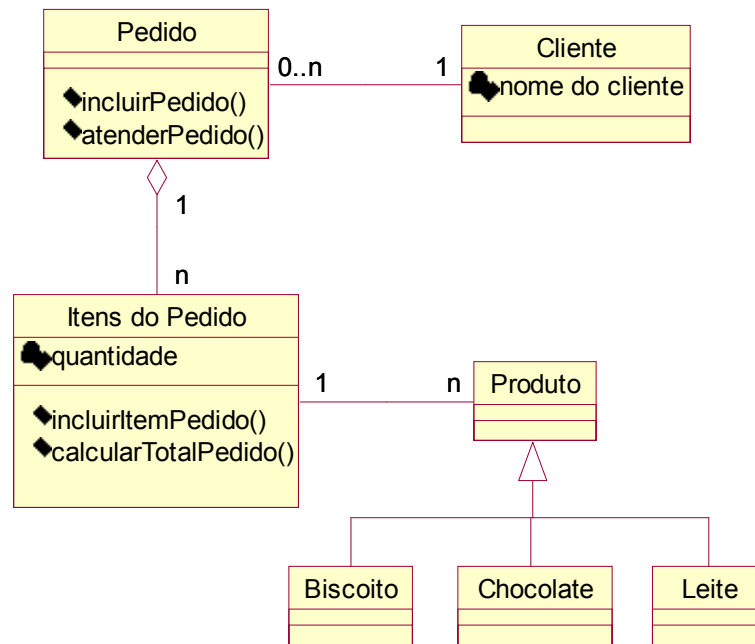 Pedido
incluirPedido()
atenderPedido()
0..n
1
Cliente
nome do cliente
1
n
Itens do Pedido
quantidade
incluirItemPedido()
calcularTotalPedido()
1
n
Produto
Biscoito
Chocolate
Leite